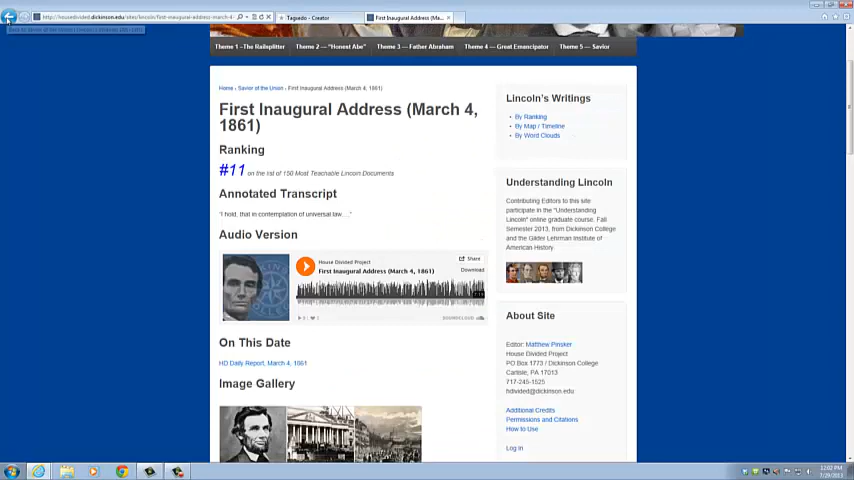 http://housedivided.dickinson.edu/sites/lincoln/first-inaugural-address-march-4-
Tagxedo - Creator
First Inaugural Address (Ma...
Theme 1 –The Railsplitter
Theme 2 — "Honest Abe"
Theme 3 — Father Abraham
Theme 4 — Great Emancipator
Theme 5 — Savior
Home › Savior of the Union › First Inaugural Address (March 4, 1861)
First Inaugural Address (March 4,
1861)
Ranking
#11 on the list of 150 Most Teachable Lincoln Documents
Annotated Transcript
"I hold, that in contemplation of universal law…."
Audio Version
House Divided Project
First Inaugural Address (March 4, 1861)
Share
Download
SOUNDCLOUD
On This Date
HD Daily Report, March 4, 1861
Image Gallery
Lincoln's Writings
• By Ranking
• By Map / Timeline
• By Word Clouds
Understanding Lincoln
Contributing Editors to this site
participate in the "Understanding
Lincoln" online graduate course. Fall
Semester 2013, from Dickinson College
and the Gilder Lehrman Institute of
American History.
About Site
Editor: Matthew Pinsker
House Divided Project
PO Box 1773 / Dickinson College
Carlisle, PA 17013
717-245-1525
hdivided@dickinson.edu
Additional Credits
Permissions and Citations
How to Use
Log in
12:02 PM